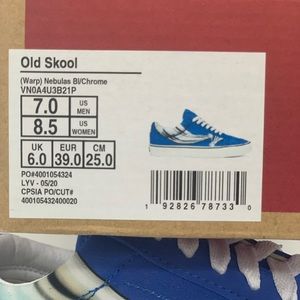 Old Skool
(Warp) Nebulas Bl/Chrome
VN0A4U3B21P
7.0 US MEN
8.5 US WOMEN
UK EUR CM
6.0 39.0 25.0
PO#4001054324
LYV - 05/20
CPSIA PO/CUT#
400105432400020
1 92826 78733 0